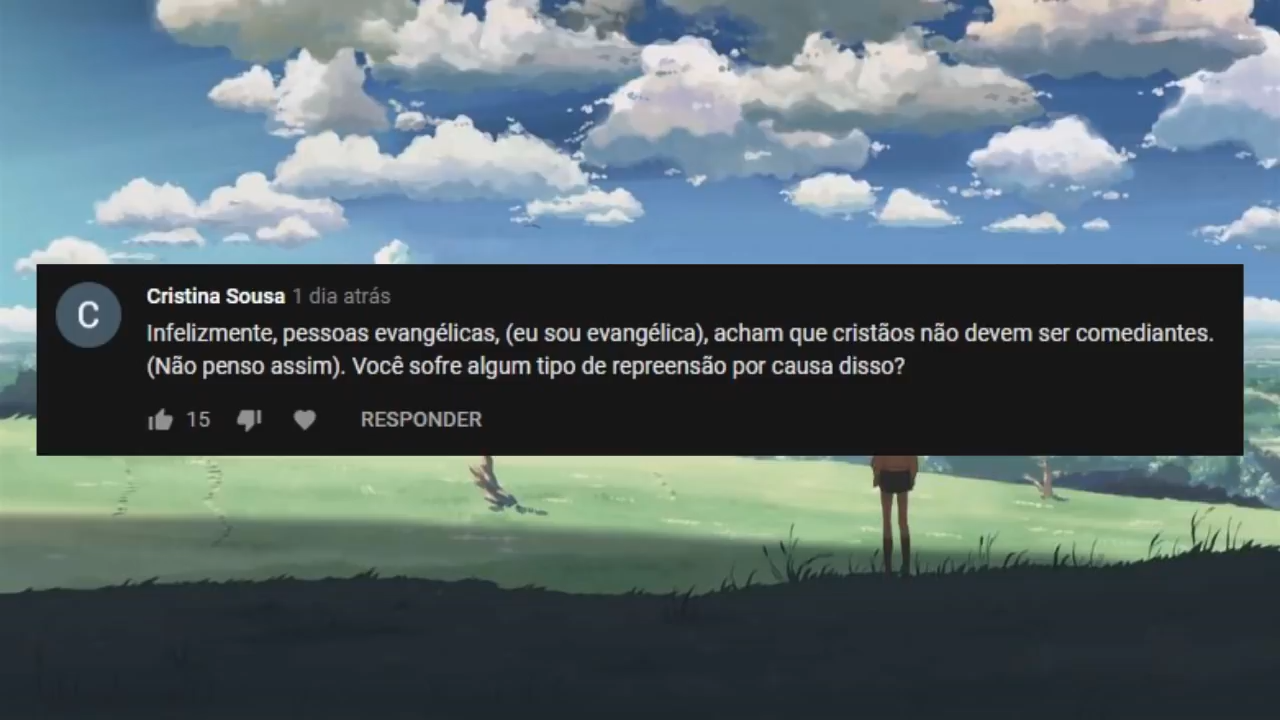 C
Cristina Sousa 1 dia atrás
Infelizmente, pessoas evangélicas, (eu sou evangélica), acham que cristãos não devem ser comediantes.
(Não penso assim). Você sofre algum tipo de repreensão por causa disso?
15 RESPONDER